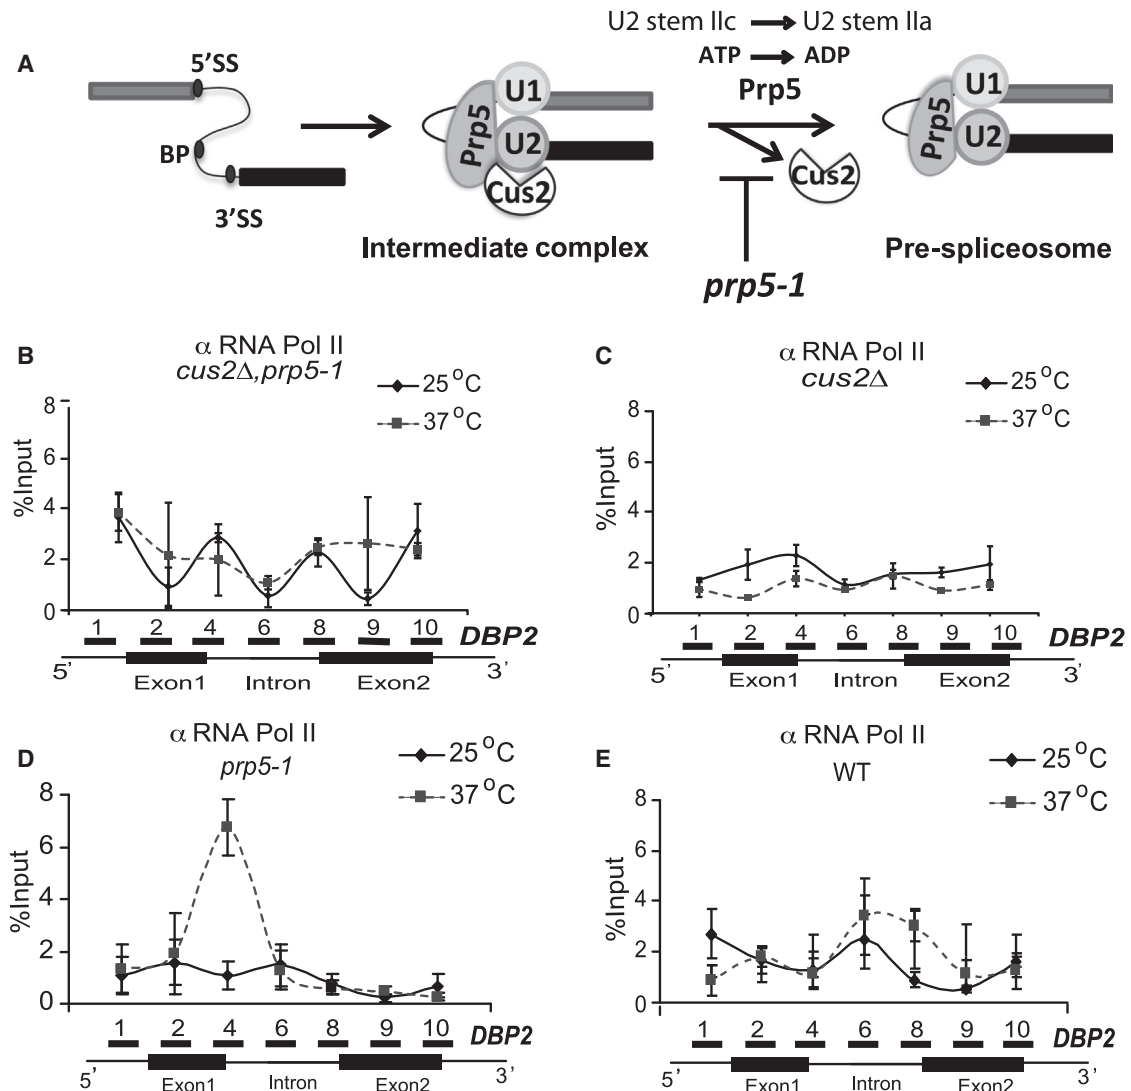 A
U2 stem IIc U2 stem IIa
ATP ADP
Prp5
5'SS
BP
3'SS
Prp5
U1
U2
Cus2
Cus2
Prp5
U1
U2
Intermediate complex
Pre-spliceosome
prp5-1
B
α RNA Pol II
cus2Δ,prp5-1
25 °C
37 °C
%Input
8
6
4
2
0
1 2 4 6 8 9 10 DBP2
5' 3'
Exon1 Intron Exon2
C
α RNA Pol II
cus2Δ
25 °C
37 °C
%Input
8
6
4
2
0
1 2 4 6 8 9 10 DBP2
5' 3'
Exon1 Intron Exon2
D
α RNA Pol II
prp5-1
25 °C
37 °C
%Input
8
6
4
2
0
1 2 4 6 8 9 10 DBP2
5' 3'
Exon1 Intron Exon2
E
α RNA Pol II
WT
25 °C
37 °C
%Input
8
6
4
2
0
1 2 4 6 8 9 10 DBP2
5' 3'
Exon1 Intron Exon2